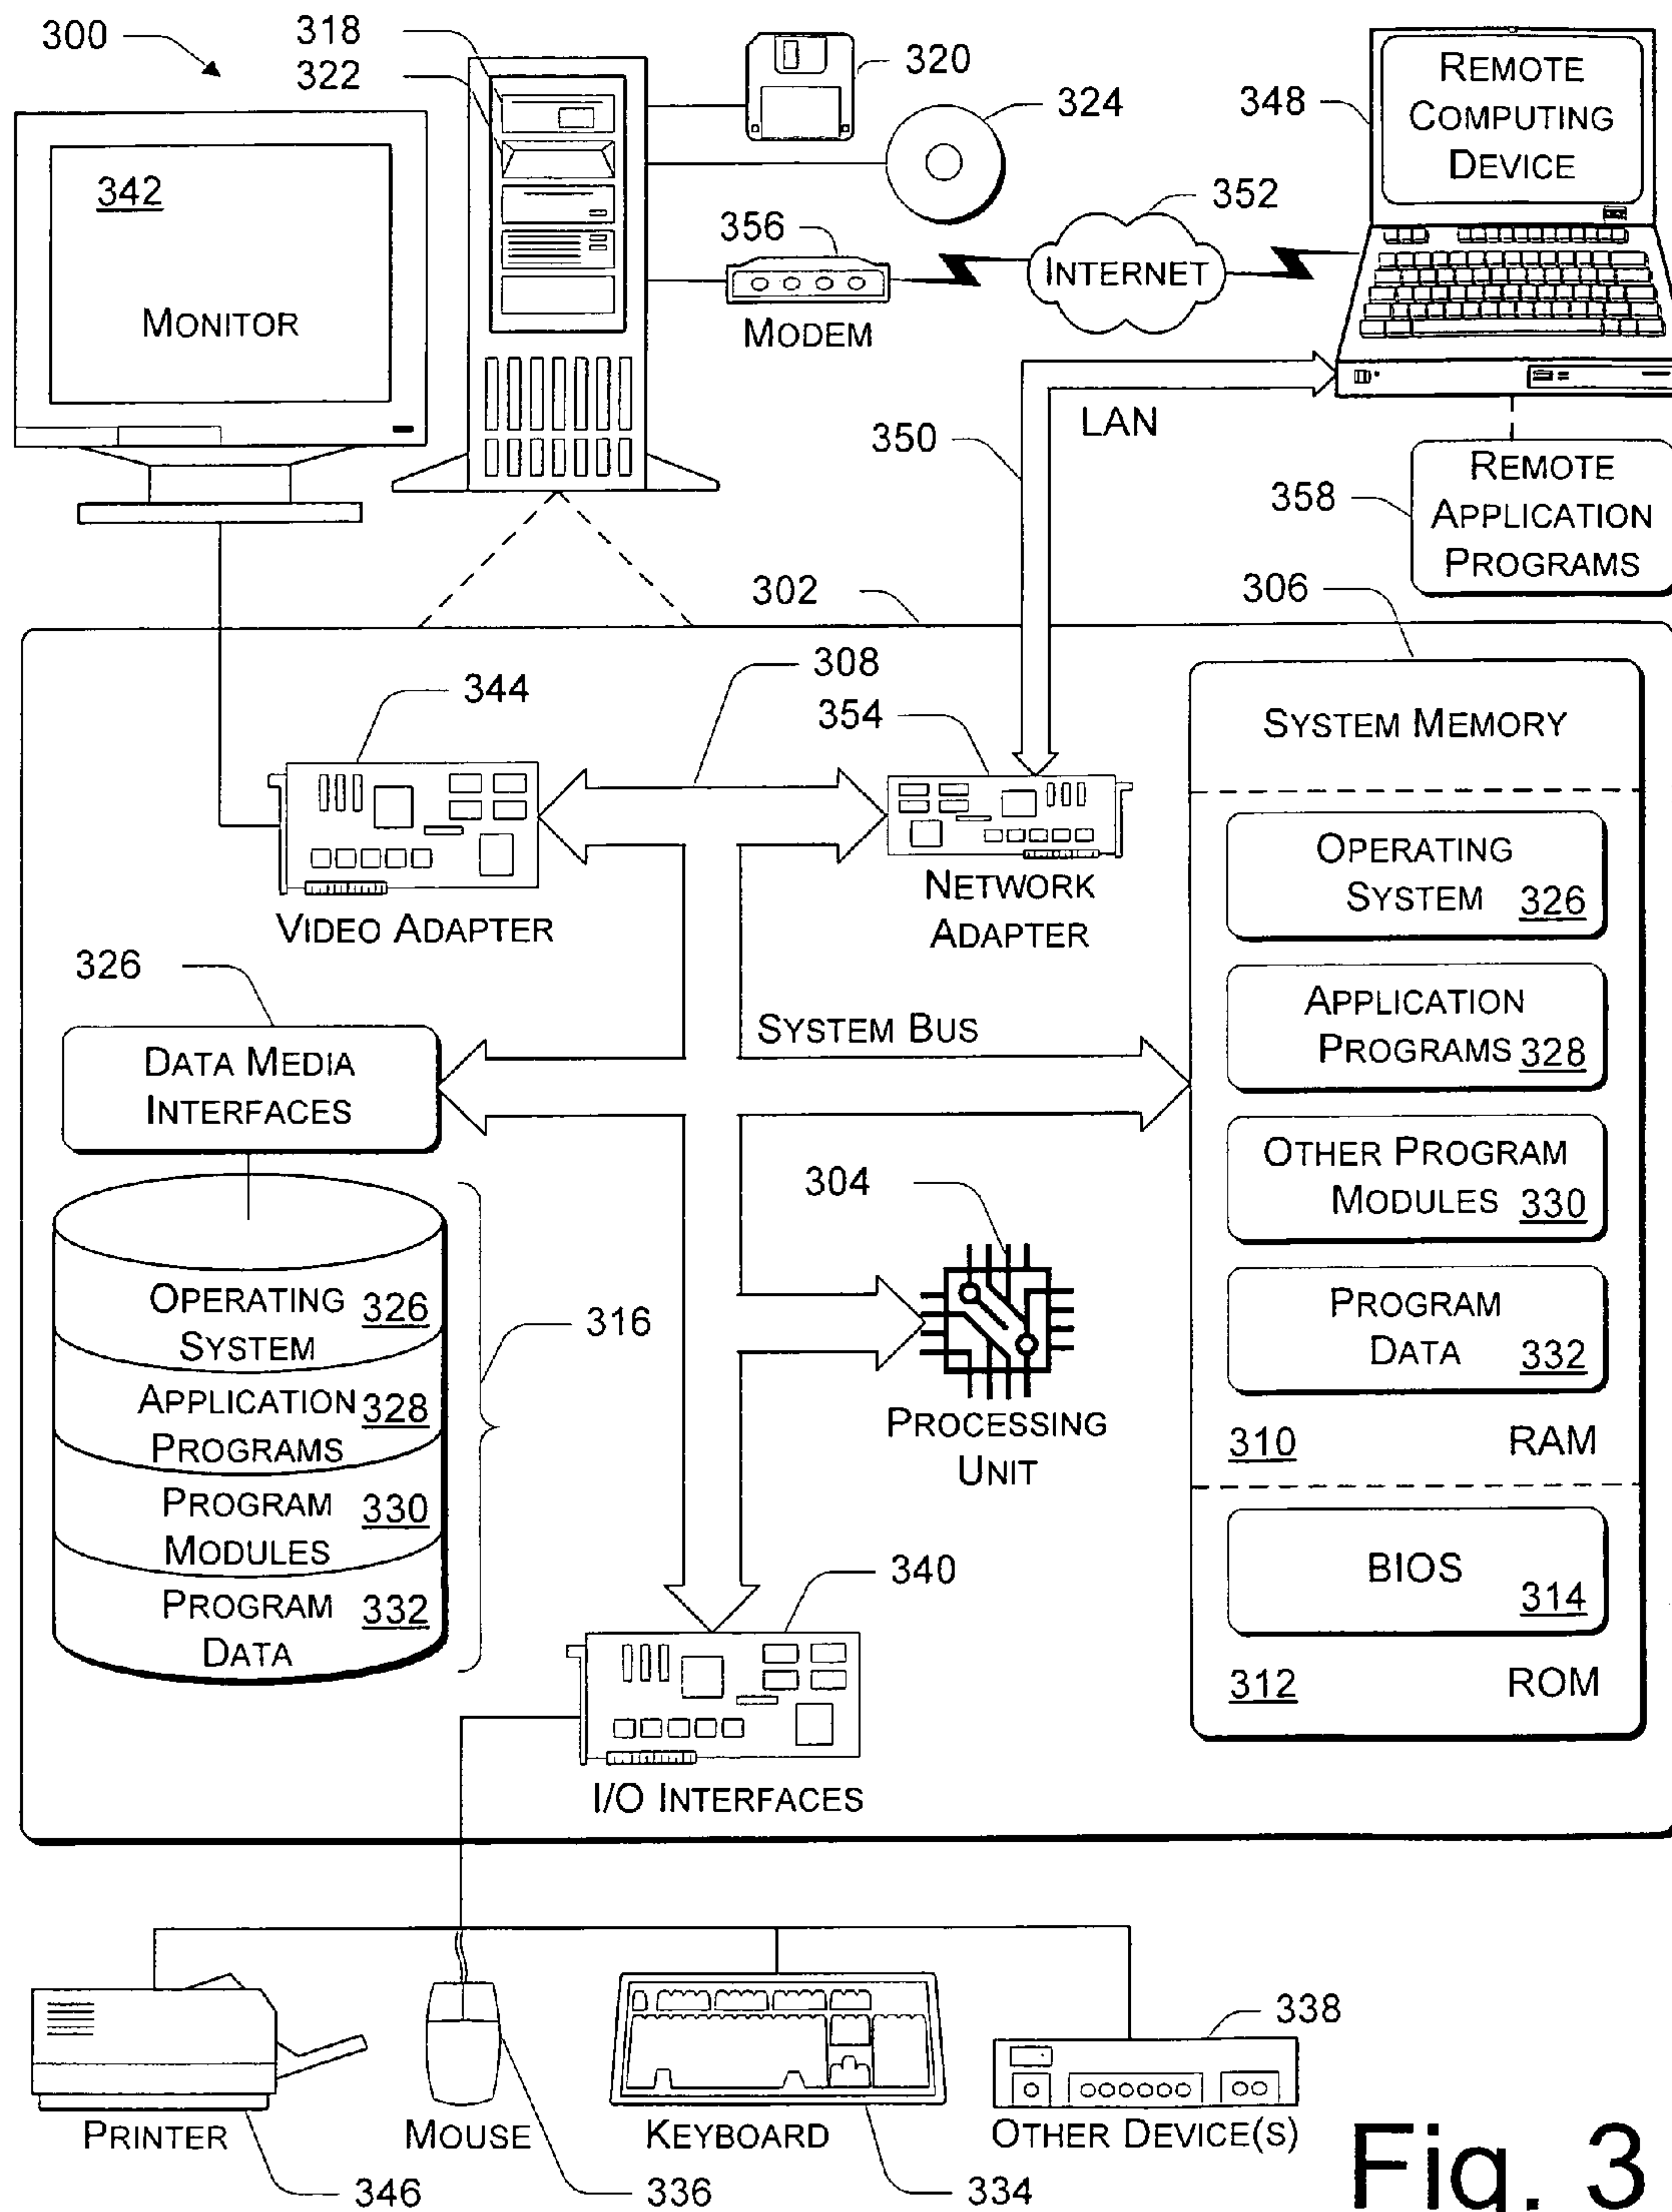 300
318
322
320
324
348
REMOTE
COMPUTING
DEVICE
342
MONITOR
356
MODEM
352
INTERNET
LAN
350
358
REMOTE
APPLICATION
PROGRAMS
302
306
308
344
354
VIDEO ADAPTER
NETWORK
ADAPTER
SYSTEM MEMORY
OPERATING
SYSTEM 326
APPLICATION
PROGRAMS 328
OTHER PROGRAM
MODULES 330
PROGRAM
DATA 332
310 RAM
BIOS
314
312 ROM
326
DATA MEDIA
INTERFACES
SYSTEM BUS
304
PROCESSING
UNIT
OPERATING 326
SYSTEM
APPLICATION 328
PROGRAMS
PROGRAM 330
MODULES
PROGRAM 332
DATA
316
340
I/O INTERFACES
338
PRINTER
MOUSE
KEYBOARD
OTHER DEVICE(S)
346
336
334
Fig. 3